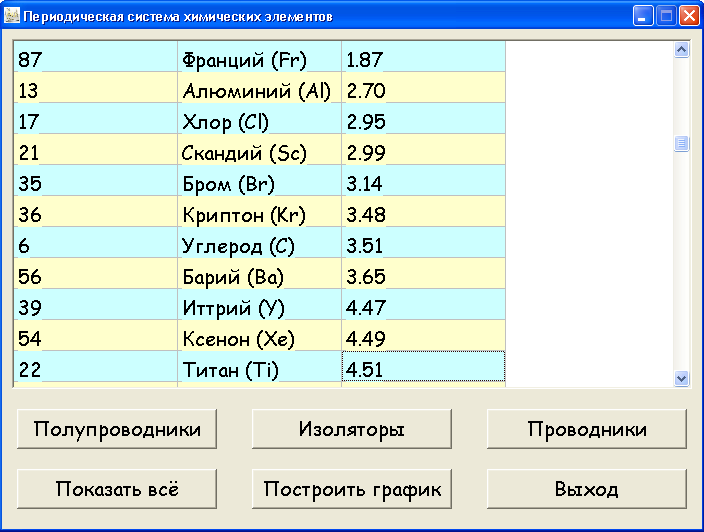 Периодическая система химических элементов
87 Франций (Fr) 1.87
13 Алюминий (Al) 2.70
17 Хлор (Cl) 2.95
21 Скандий (Sc) 2.99
35 Бром (Br) 3.14
36 Криптон (Kr) 3.48
6 Углерод (C) 3.51
56 Барий (Ba) 3.65
39 Иттрий (Y) 4.47
54 Ксенон (Xe) 4.49
22 Титан (Ti) 4.51
Полупроводники Изоляторы Проводники
Показать всё Построить график Выход